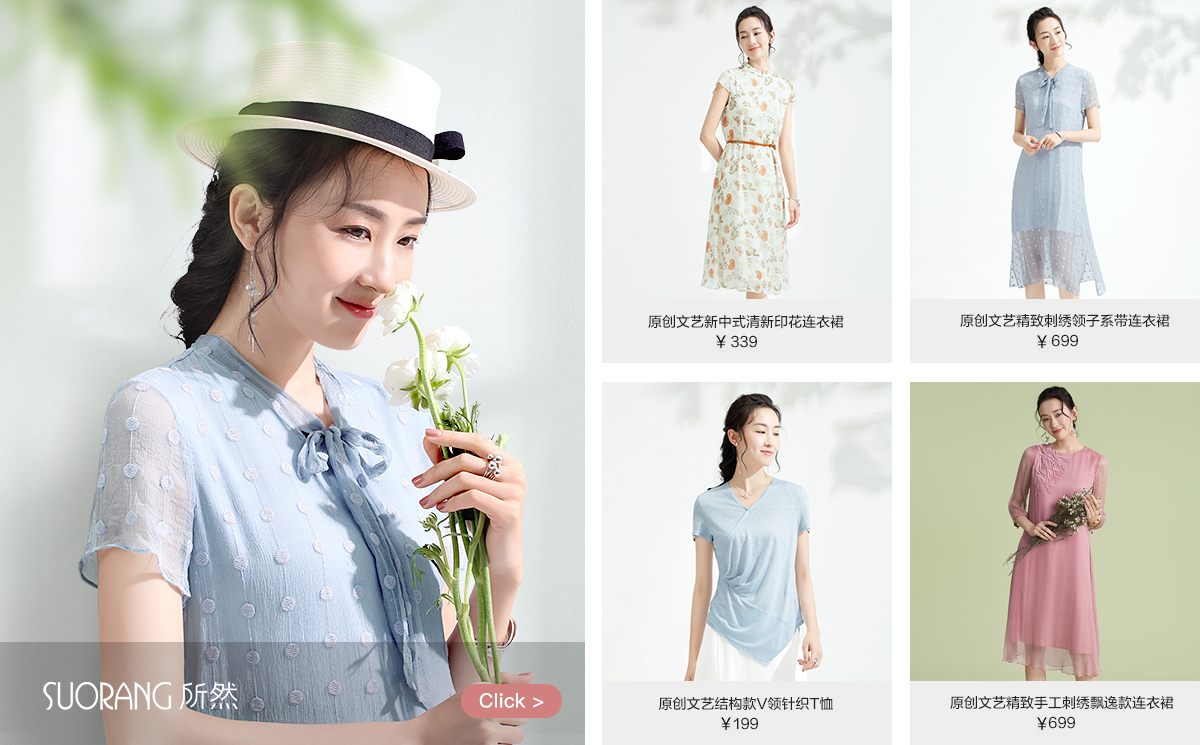 SUORANG 所然
Click >
原创文艺新中式清新印花连衣裙
￥339
原创文艺精致刺绣领子系带连衣裙
￥699
原创文艺结构款V领针织T恤
￥199
原创文艺精致手工刺绣飘逸款连衣裙
￥699